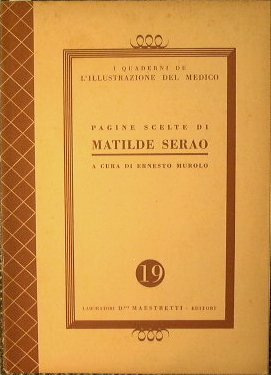 I QUADERNI DE
L'ILLUSTRAZIONE DEL MEDICO
PAGINE SCELTE DI
MATILDE SERAO
A CURA DI ERNESTO MUROLO
19
LABORATORI D.RI MAESTRETTI - EDITORI